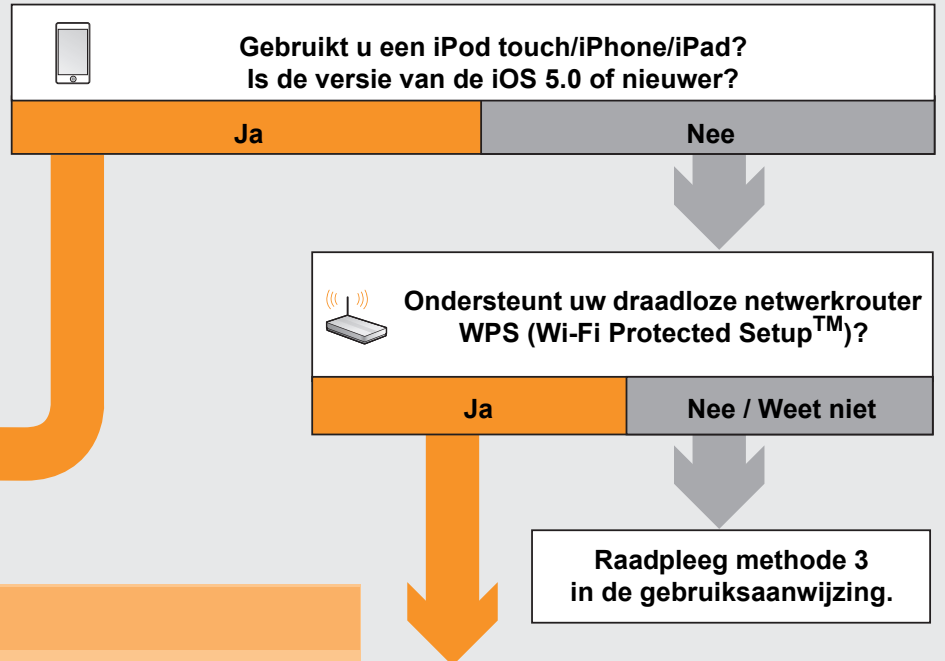 Gebruikt u een iPod touch/iPhone/iPad?
Is de versie van de iOS 5.0 of nieuwer?
Ja
Nee
Ondersteunt uw draadloze netwerkrouter
WPS (Wi-Fi Protected Setup™)?
Ja
Nee / Weet niet
Raadpleeg methode 3
in de gebruiksaanwijzing.